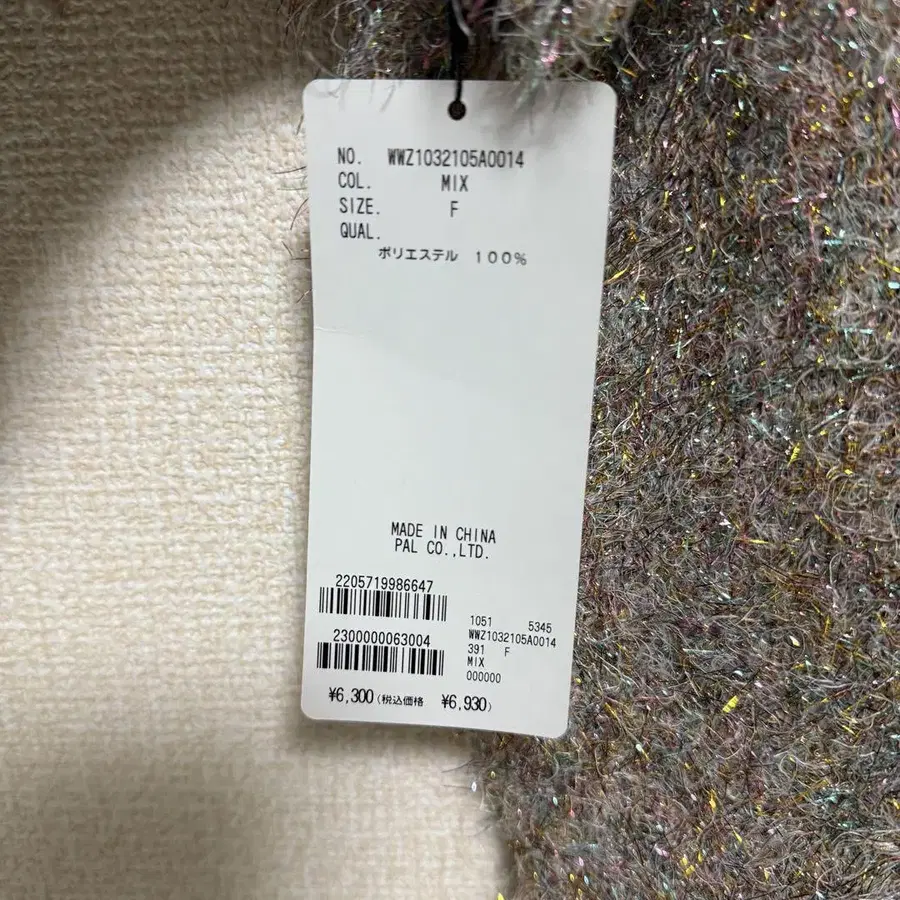 NO. WWZ1032105A0014
COL. MIX
SIZE. F
QUAL.
ポリエステル 100%
MADE IN CHINA
PAL CO.,LTD.
2205719986647
2300000063004
1051 5345
WWZ1032105A0014
391 F
MIX
000000
¥6,300(税込価格 ¥6,930)